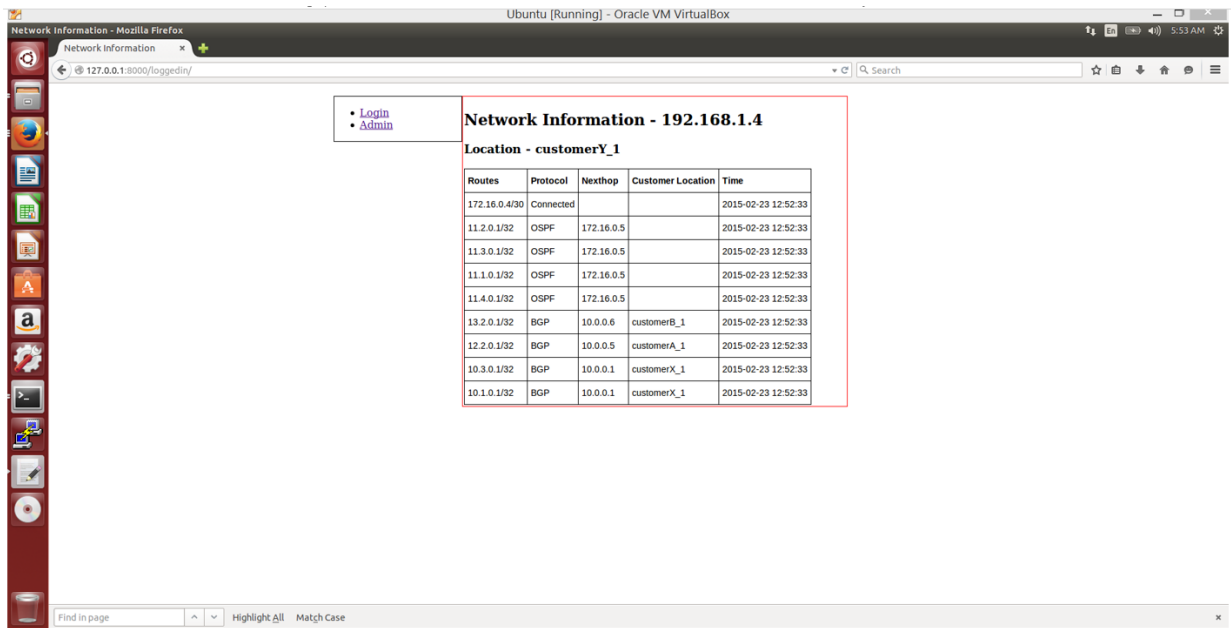 Ubuntu [Running] - Oracle VM VirtualBox
Network Information - Mozilla Firefox
En
5:53 AM
Network Information
127.0.0.1:8000/loggedin/
Search
Login
Admin
Network Information - 192.168.1.4
Location - customerY_1
Routes Protocol Nexthop Customer Location Time
172.16.0.4/30 Connected 2015-02-23 12:52:33
11.2.0.1/32 OSPF 172.16.0.5 2015-02-23 12:52:33
11.3.0.1/32 OSPF 172.16.0.5 2015-02-23 12:52:33
11.1.0.1/32 OSPF 172.16.0.5 2015-02-23 12:52:33
11.4.0.1/32 OSPF 172.16.0.5 2015-02-23 12:52:33
13.2.0.1/32 BGP 10.0.0.6 customerB_1 2015-02-23 12:52:33
12.2.0.1/32 BGP 10.0.0.5 customerA_1 2015-02-23 12:52:33
10.3.0.1/32 BGP 10.0.0.1 customerX_1 2015-02-23 12:52:33
10.1.0.1/32 BGP 10.0.0.1 customerX_1 2015-02-23 12:52:33
Find in page
Highlight All Match Case